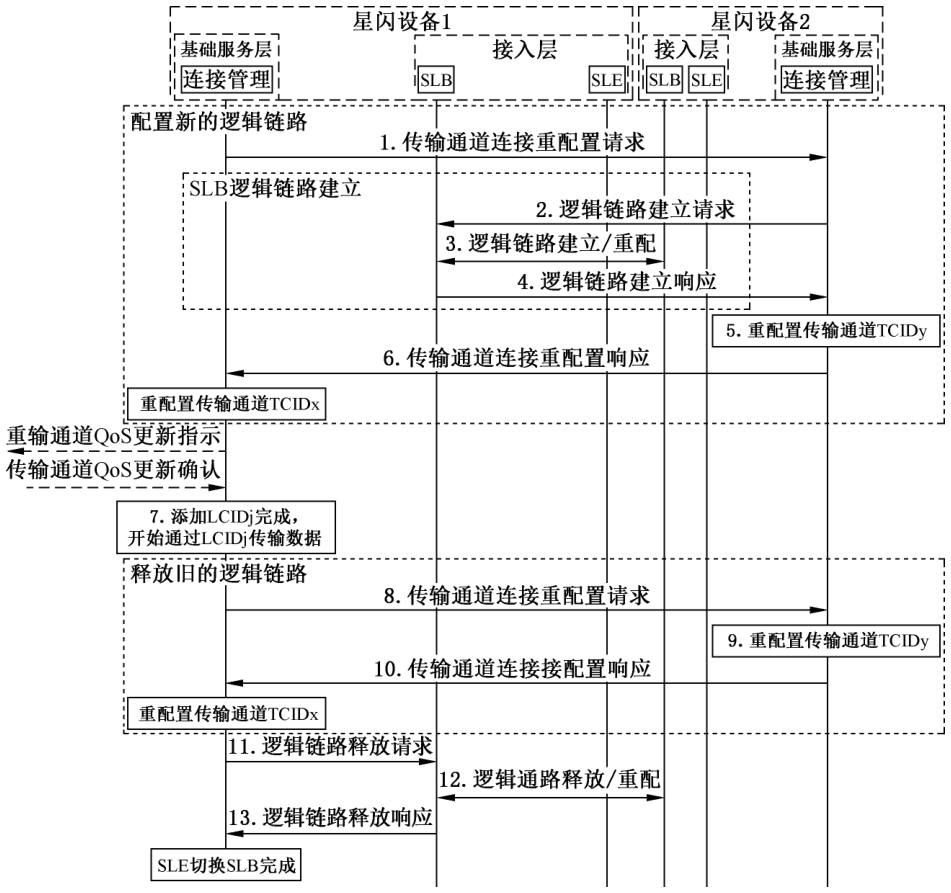 星闪设备1
星闪设备2
基础服务层
接入层
接入层
基础服务层
连接管理
SLB
SLE
SLB
SLE
连接管理
配置新的逻辑链路
1.传输通道连接重配置请求
SLB逻辑链路建立
2.逻辑链路建立请求
3.逻辑链路建立/重配
4.逻辑链路建立响应
5.重配置传输通道TCIDy
6.传输通道连接重配置响应
重配置传输通道TCIDx
重输通道QoS更新指示
传输通道QoS更新确认
7.添加LCIDj完成，
开始通过LCIDj传输数据
释放旧的逻辑链路
8.传输通道连接重配置请求
9.重配置传输通道TCIDy
10.传输通道连接接配置响应
重配置传输通道TCIDx
11.逻辑链路释放请求
12.逻辑通路释放/重配
13.逻辑链路释放响应
SLE切换SLB完成